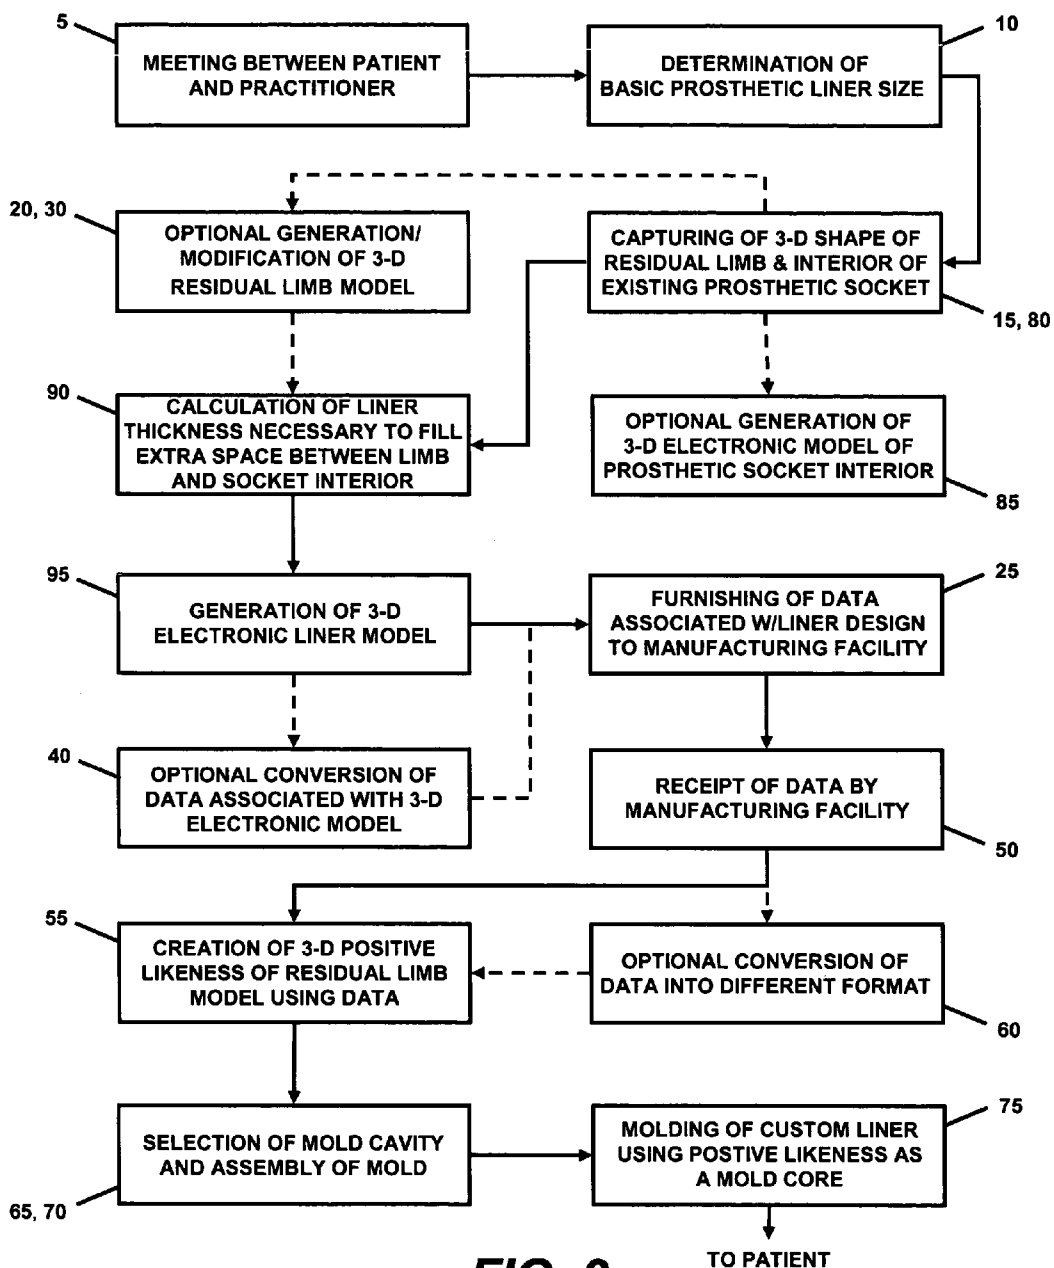 5
MEETING BETWEEN PATIENT
AND PRACTITIONER
10
DETERMINATION OF
BASIC PROSTHETIC LINER SIZE
20, 30
OPTIONAL GENERATION/
MODIFICATION OF 3-D
RESIDUAL LIMB MODEL
CAPTURING OF 3-D SHAPE OF
RESIDUAL LIMB & INTERIOR OF
EXISTING PROSTHETIC SOCKET
15, 80
90
CALCULATION OF LINER
THICKNESS NECESSARY TO FILL
EXTRA SPACE BETWEEN LIMB
AND SOCKET INTERIOR
OPTIONAL GENERATION OF
3-D ELECTRONIC MODEL OF
PROSTHETIC SOCKET INTERIOR
85
95
GENERATION OF 3-D
ELECTRONIC LINER MODEL
25
FURNISHING OF DATA
ASSOCIATED W/LINER DESIGN
TO MANUFACTURING FACILITY
40
OPTIONAL CONVERSION OF
DATA ASSOCIATED WITH 3-D
ELECTRONIC MODEL
RECEIPT OF DATA BY
MANUFACTURING FACILITY
50
55
CREATION OF 3-D POSITIVE
LIKENESS OF RESIDUAL LIMB
MODEL USING DATA
OPTIONAL CONVERSION OF
DATA INTO DIFFERENT FORMAT
60
SELECTION OF MOLD CAVITY
AND ASSEMBLY OF MOLD
65, 70
75
MOLDING OF CUSTOM LINER
USING POSTIVE LIKENESS AS
A MOLD CORE
TO PATIENT
FIG.